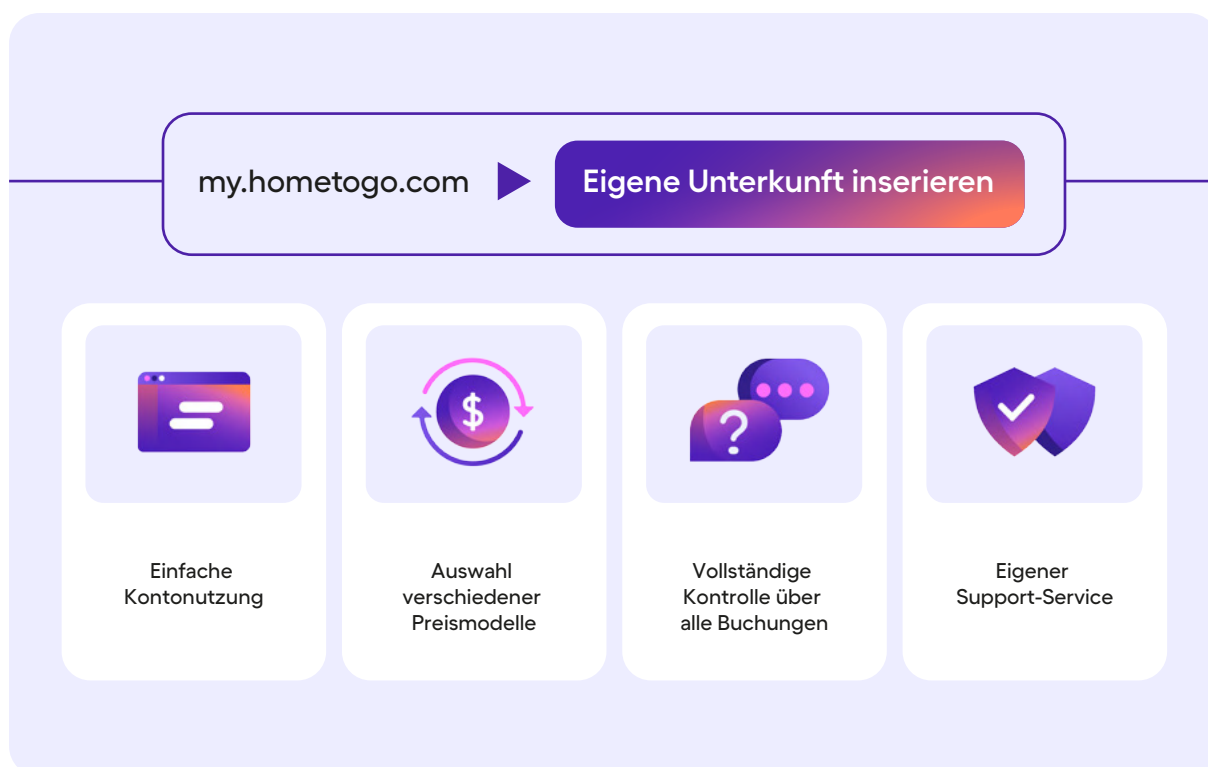 my.hometogo.com
Eigene Unterkunft inserieren
$
?
Einfache
Kontonutzung
Auswahl
verschiedener
Preismodelle
Vollständige
Kontrolle über
alle Buchungen
Eigener
Support-Service